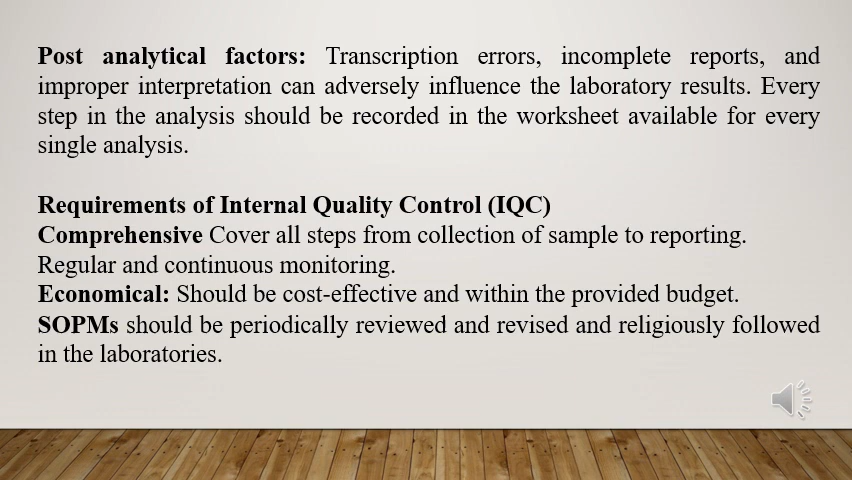 Post analytical factors: Transcription errors, incomplete reports, and
improper interpretation can adversely influence the laboratory results. Every
step in the analysis should be recorded in the worksheet available for every
single analysis.
Requirements of Internal Quality Control (IQC)
Comprehensive Cover all steps from collection of sample to reporting.
Regular and continuous monitoring.
Economical: Should be cost-effective and within the provided budget.
SOPMs should be periodically reviewed and revised and religiously followed
in the laboratories.